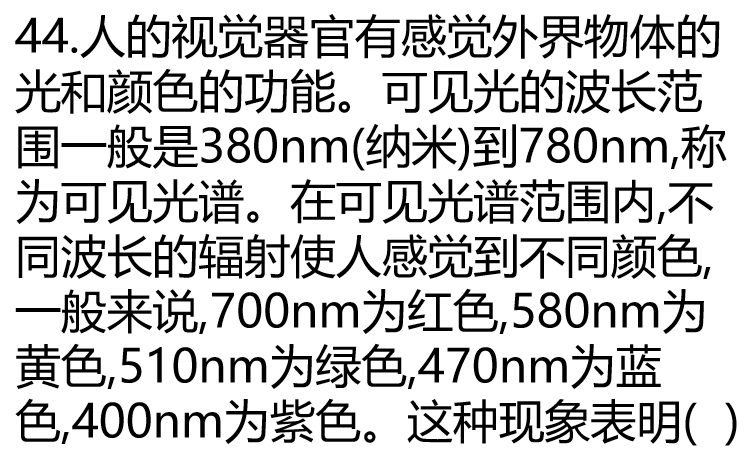 44.人的视觉器官有感觉外界物体的
光和颜色的功能。可见光的波长范
围一般是380nm(纳米)到780nm,称
为可见光谱。在可见光谱范围内,不
同波长的辐射使人感觉到不同颜色,
一般来说,700nm为红色,580nm为
黄色,510nm为绿色,470nm为蓝
色,400nm为紫色。这种现象表明( )